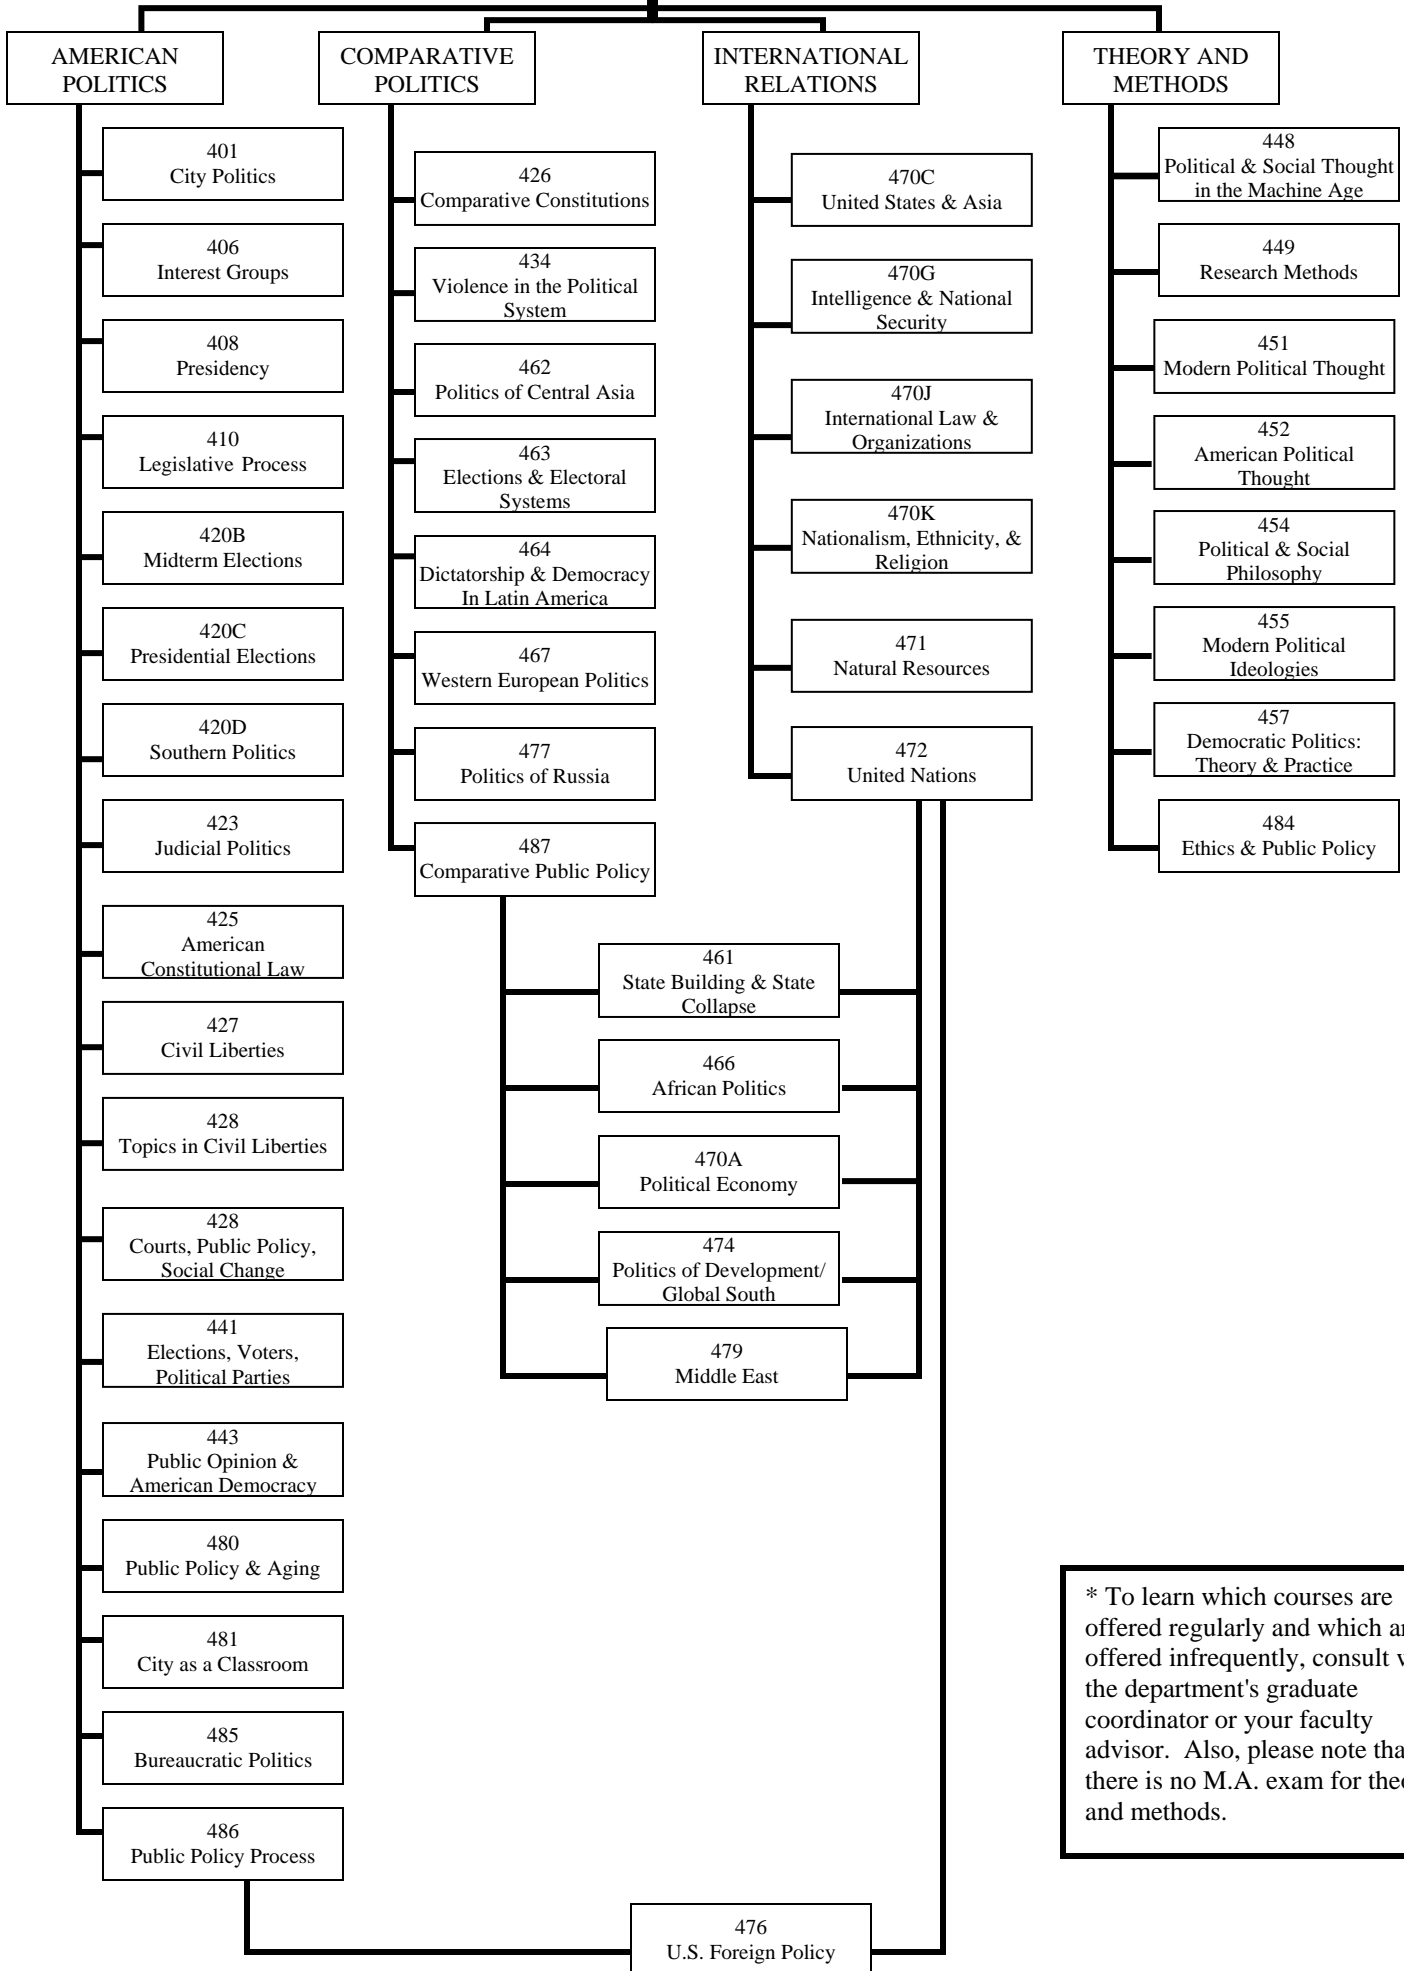 AMERICAN
POLITICS
COMPARATIVE
POLITICS
INTERNATIONAL
RELATIONS
THEORY AND
METHODS
401
City Politics
406
Interest Groups
408
Presidency
410
Legislative Process
420B
Midterm Elections
420C
Presidential Elections
420D
Southern Politics
423
Judicial Politics
425
American
Constitutional Law
427
Civil Liberties
428
Topics in Civil Liberties
428
Courts, Public Policy,
Social Change
441
Elections, Voters,
Political Parties
443
Public Opinion &
American Democracy
480
Public Policy & Aging
481
City as a Classroom
485
Bureaucratic Politics
486
Public Policy Process
426
Comparative Constitutions
434
Violence in the Political
System
462
Politics of Central Asia
463
Elections & Electoral
Systems
464
Dictatorship & Democracy
In Latin America
467
Western European Politics
477
Politics of Russia
487
Comparative Public Policy
470C
United States & Asia
470G
Intelligence & National
Security
470J
International Law &
Organizations
470K
Nationalism, Ethnicity, &
Religion
471
Natural Resources
472
United Nations
461
State Building & State
Collapse
466
African Politics
470A
Political Economy
474
Politics of Development/
Global South
479
Middle East
476
U.S. Foreign Policy
448
Political & Social Thought
in the Machine Age
449
Research Methods
451
Modern Political Thought
452
American Political
Thought
454
Political & Social
Philosophy
455
Modern Political
Ideologies
457
Democratic Politics:
Theory & Practice
484
Ethics & Public Policy
* To learn which courses are
offered regularly and which
offered infrequently, consult
the department's graduate
coordinator or your faculty
advisor. Also, please note
there is no M.A. exam for
and methods.